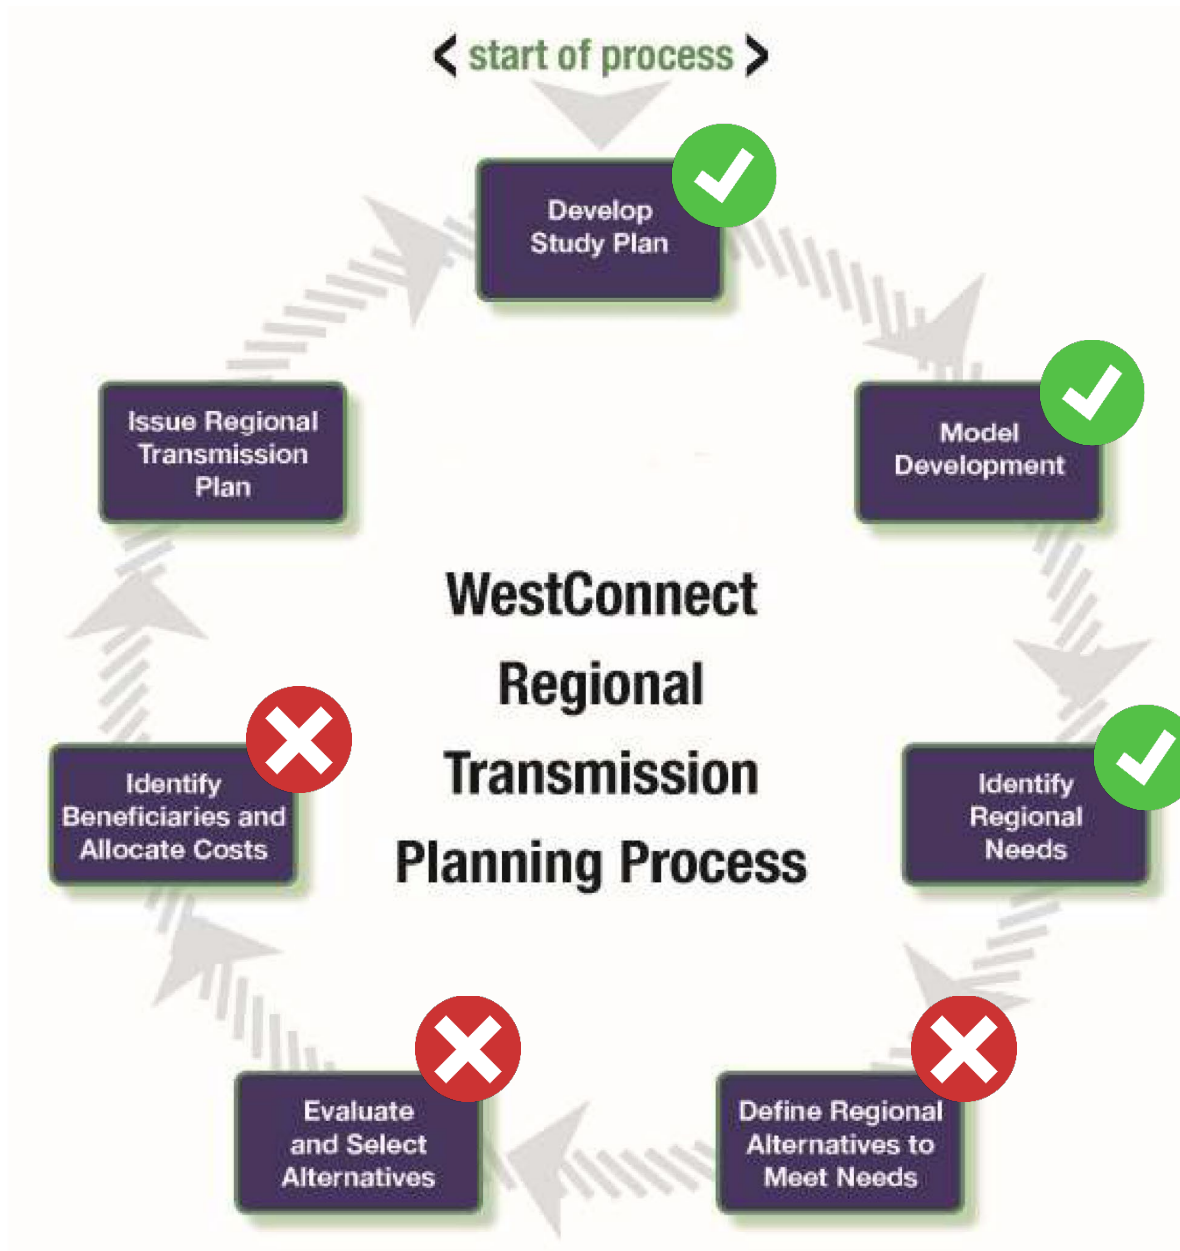 < start of process >
Develop
Study Plan
Model
Development
Identify
Regional
Needs
Define Regional
Alternatives to
Meet Needs
Evaluate
and Select
Alternatives
Identify
Beneficiaries and
Allocate Costs
Issue Regional
Transmission
Plan
WestConnect
Regional
Transmission
Planning Process